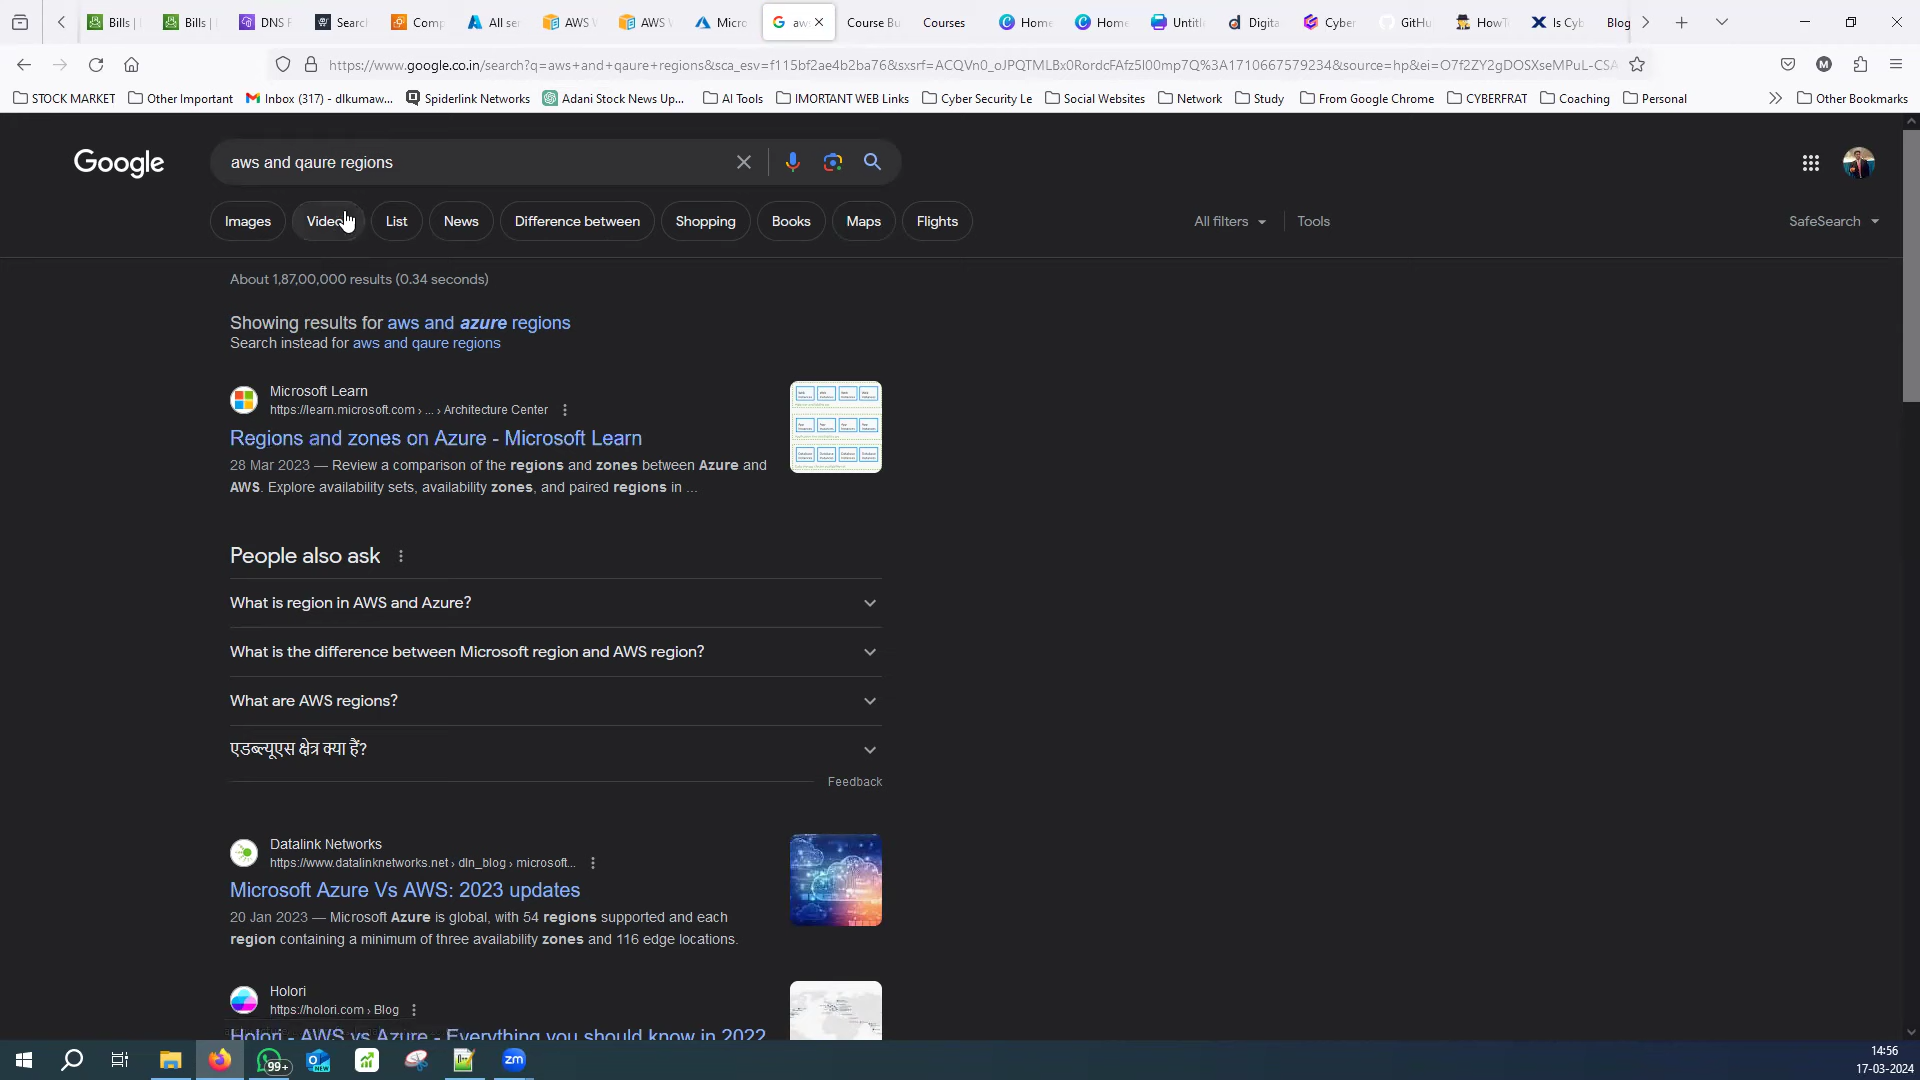 Bills |
Bills |
DNS F
Searc
Comp
All se
AWS
AWS
Micro
aws
Course Bu
Courses
Home
Home
Untitl
Digita
Cyber
GitHu
HowT
Is Cyb
Blog
https://www.google.co.in/search?q=aws+and+qaure+regions&sca_esv=f115bf2ae4b2ba76&sxsrf=ACQVn0_oJPQTMLBx0RordcFAfz5l00mp7Q%3A1710667579234&source=hp&ei=O7f2ZY2gDOSXseMPuL-CSA
STOCK MARKET
Other Important
Inbox (317) - dlkumaw...
Spiderlink Networks
Adani Stock News Up...
AI Tools
IMORTANT WEB Links
Cyber Security Le
Social Websites
Network
Study
From Google Chrome
CYBERFRAT
Coaching
Personal
Other Bookmarks
Google
aws and qaure regions
Images
Video
List
News
Difference between
Shopping
Books
Maps
Flights
All filters
Tools
SafeSearch
About 1,87,00,000 results (0.34 seconds)
Showing results for aws and azure regions
Search instead for aws and qaure regions
Microsoft Learn
https://learn.microsoft.com › ... › Architecture Center
Regions and zones on Azure - Microsoft Learn
28 Mar 2023 — Review a comparison of the regions and zones between Azure and
AWS. Explore availability sets, availability zones, and paired regions in ...
People also ask
What is region in AWS and Azure?
What is the difference between Microsoft region and AWS region?
What are AWS regions?
एडब्ल्यूएस क्षेत्र क्या हैं?
Feedback
Datalink Networks
https://www.datalinknetworks.net › dln_blog › microsoft...
Microsoft Azure Vs AWS: 2023 updates
20 Jan 2023 — Microsoft Azure is global, with 54 regions supported and each
region containing a minimum of three availability zones and 116 edge locations.
Holori
https://holori.com › Blog
Holori - AWS vs Azure - Everything you should know in 2022
99+
NEW
zm
14:56
17-03-2024